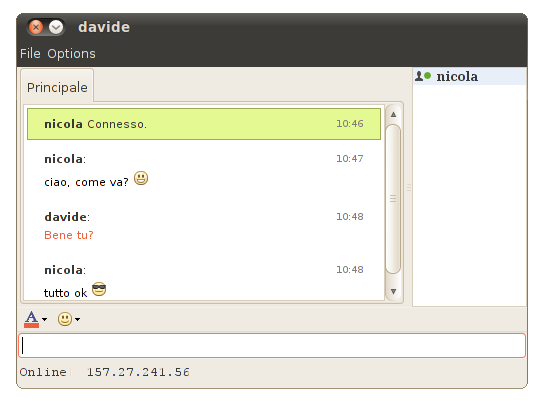 davide
File Options
Principale
nicola
nicola Connesso. 10:46
nicola: 10:47
ciao, come va?
davide: 10:48
Bene tu?
nicola: 10:48
tutto ok
A
Online 157.27.241.56